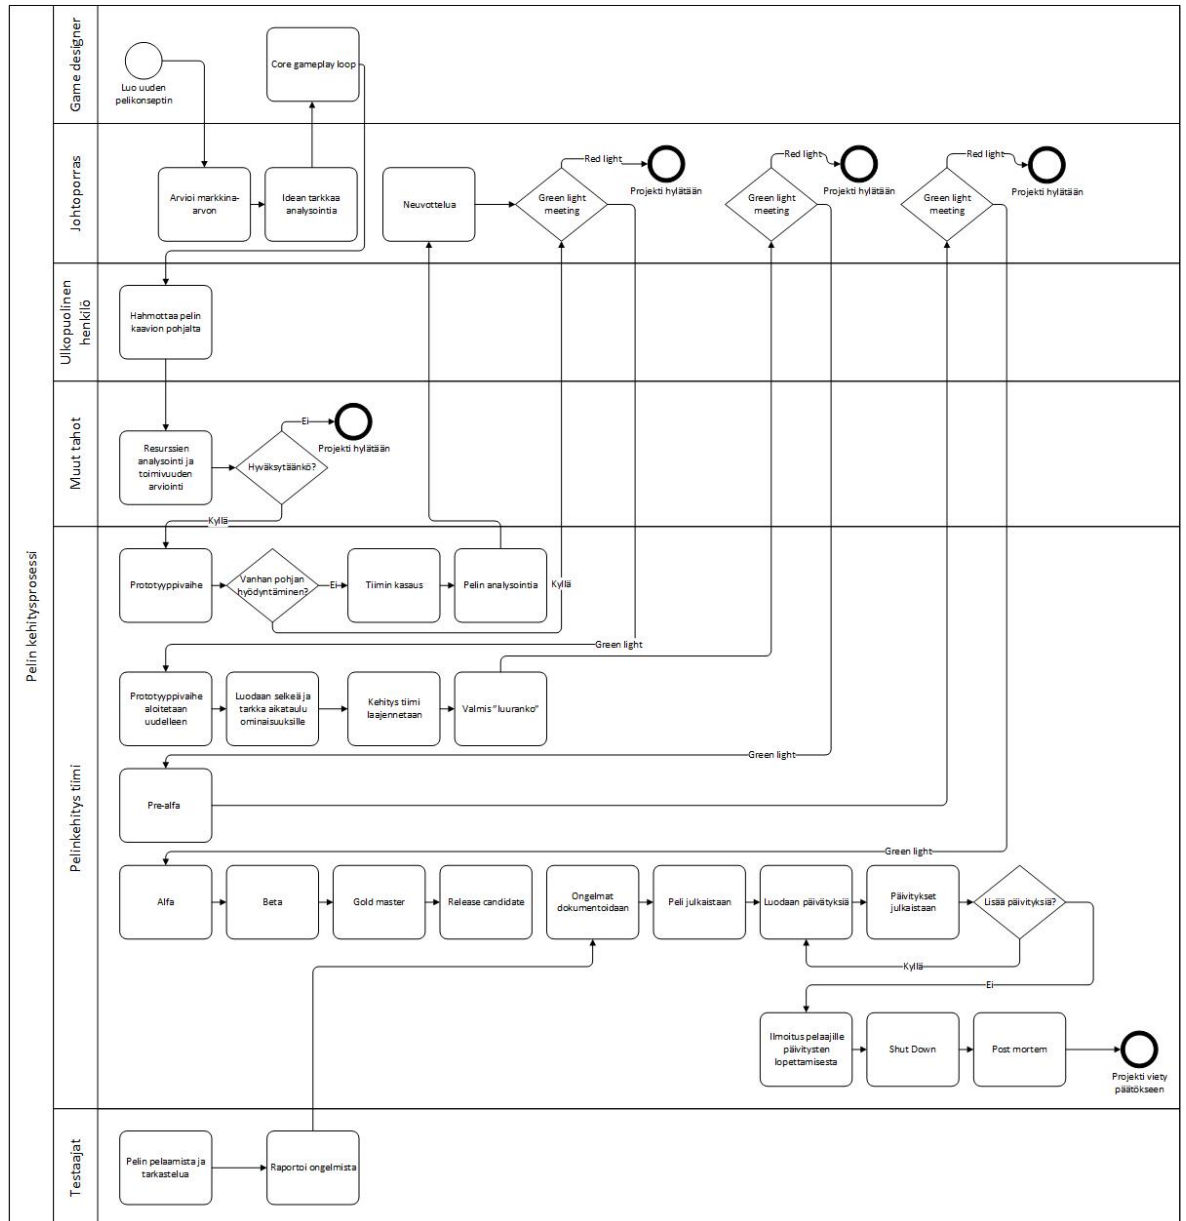 Pelin kehitysprosessi
Game designer
Luo uuden
pelikonseptin
Core gameplay loop
Johtoporras
Arvioi markkina-
arvon
Idean tarkkaa
analysointia
Neuvottelua
Green light
meeting
Red light
Projekti hylätään
Green light
meeting
Red light
Projekti hylätään
Green light
meeting
Red light
Projekti hylätään
Ulkopuolinen
henkilö
Hahmottaa pelin
kaavion pohjalta
Muut tahot
Resurssien
analysointi ja
toimivuuden
arviointi
Hyväksytäänkö?
Ei
Projekti hylätään
Kyllä
Pelinkehitys tiimi
Prototyyppivaihe
Vanhan pohjan
hyödyntäminen?
Ei
Tiimin kasaus
Pelin analysointia
Kyllä
Green light
Prototyyppivaihe
aloitetaan
uudelleen
Luodaan selkeä ja
tarkka aikataulu
ominaisuuksille
Kehitys tiimi
laajennetaan
Valmis "luuranko"
Green light
Pre-alfa
Green light
Alfa
Beta
Gold master
Release candidate
Ongelmat
dokumentoidaan
Peli julkaistaan
Luodaan päivätyksiä
Päivitykset
julkaistaan
Lisää päivityksiä?
Kyllä
Ei
Ilmoitus pelaajille
päivitysten
lopettamisesta
Shut Down
Post mortem
Projekti viety
päätökseen
Testaajat
Pelin pelaamista ja
tarkastelua
Raportoi ongelmista